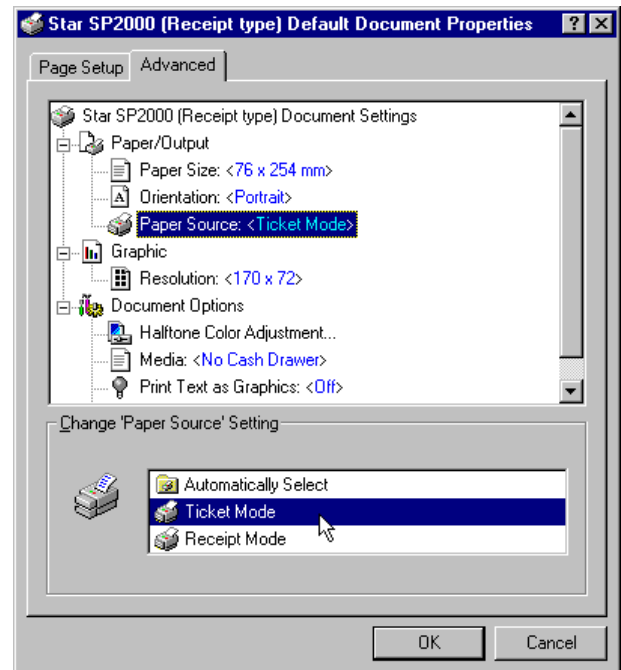 Star SP2000 (Receipt type) Default Document Properties
Page Setup
Advanced
Star SP2000 (Receipt type) Document Settings
Paper/Output
Paper Size: <76 x 254 mm>
Orientation: <Portrait>
Paper Source: <Ticket Mode>
Graphic
Resolution: <170 x 72>
Document Options
Halftone Color Adjustment...
Media: <No Cash Drawer>
Print Text as Graphics: <Off>
Change 'Paper Source' Setting
Automatically Select
Ticket Mode
Receipt Mode
OK
Cancel